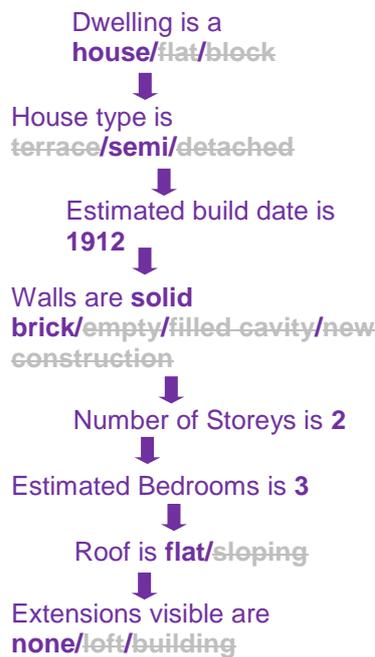 Dwelling is a
house/flat/block
House type is
terrace/semi/detached
Estimated build date is
1912
Walls are solid
brick/empty/filled cavity/new
construction
Number of Storeys is 2
Estimated Bedrooms is 3
Roof is flat/sloping
Extensions visible are
none/loft/building